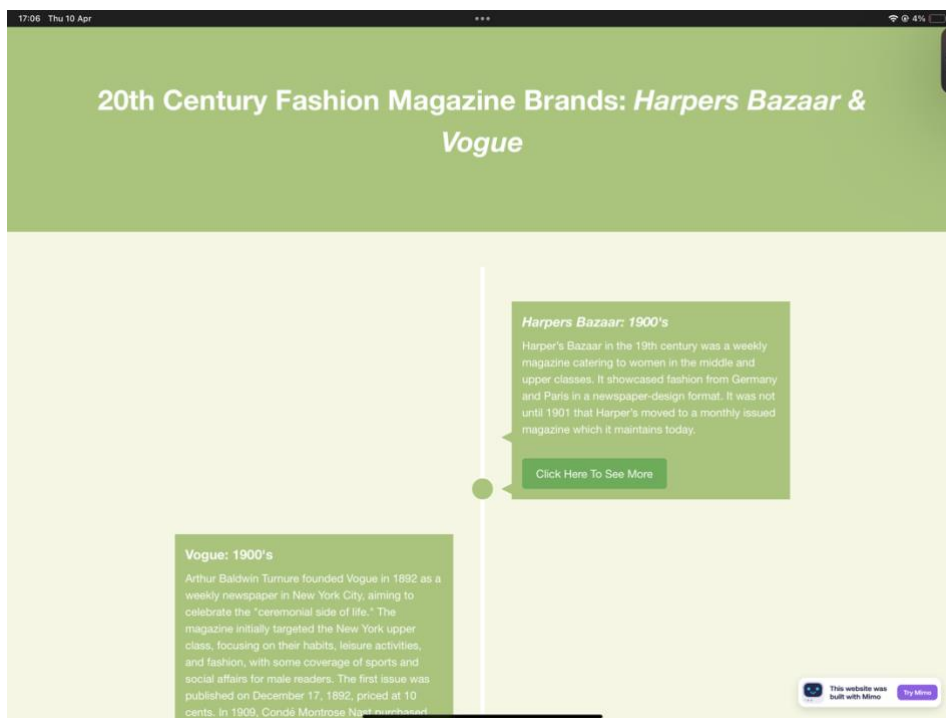 17:06 Thu 10 Apr
4%
20th Century Fashion Magazine Brands: Harpers Bazaar &
Vogue
Harpers Bazaar: 1900's
Harper's Bazaar in the 19th century was a weekly
magazine catering to women in the middle and
upper classes. It showcased fashion from Germany
and Paris in a newspaper-design format. It was not
until 1901 that Harper's moved to a monthly issued
magazine which it maintains today.
Click Here To See More
Vogue: 1900's
Arthur Baldwin Turnure founded Vogue in 1892 as a
weekly newspaper in New York City, aiming to
celebrate the "ceremonial side of life." The
magazine initially targeted the New York upper
class, focusing on their habits, leisure activities,
and fashion, with some coverage of sports and
social affairs for male readers. The first issue was
published on December 17, 1892, priced at 10
cents. In 1909, Condé Montrose Nast purchased
This website was
built with Mimo
Try Mimo